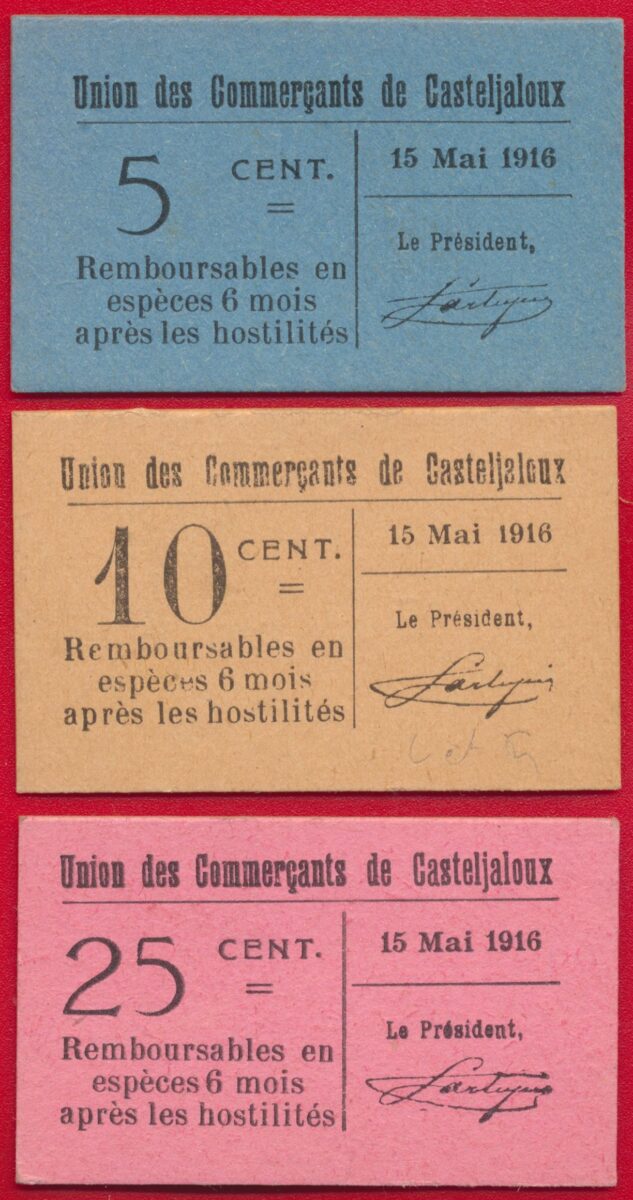 Union des Commerçants de Casteljaloux
5 CENT.
=
Remboursables en
espèces 6 mois
après les hostilités
15 Mai 1916
Le Président,
Union des Commerçants de Casteljaloux
10 CENT.
=
Remboursables en
espèces 6 mois
après les hostilités
15 Mai 1916
Le Président,
Union des Commerçants de Casteljaloux
25 CENT.
=
Remboursables en
espèces 6 mois
après les hostilités
15 Mai 1916
Le Président,